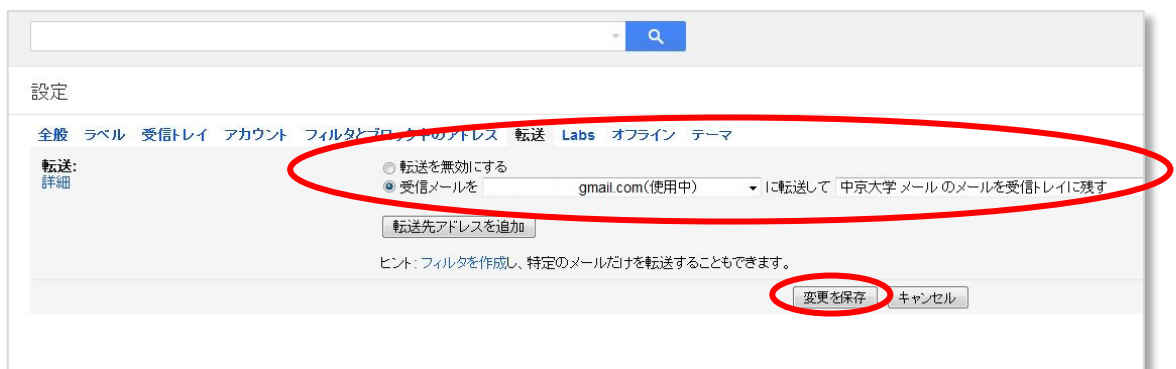 設定
全般 ラベル 受信トレイ アカウント フィルタとブロック中のアドレス 転送 Labs オフライン テーマ
転送:
詳細
転送を無効にする
受信メールを gmail.com(使用中) に転送して 中京大学 メール のメールを受信トレイに残す
転送先アドレスを追加
ヒント: フィルタを作成し、特定のメールだけを転送することもできます。
変更を保存 キャンセル